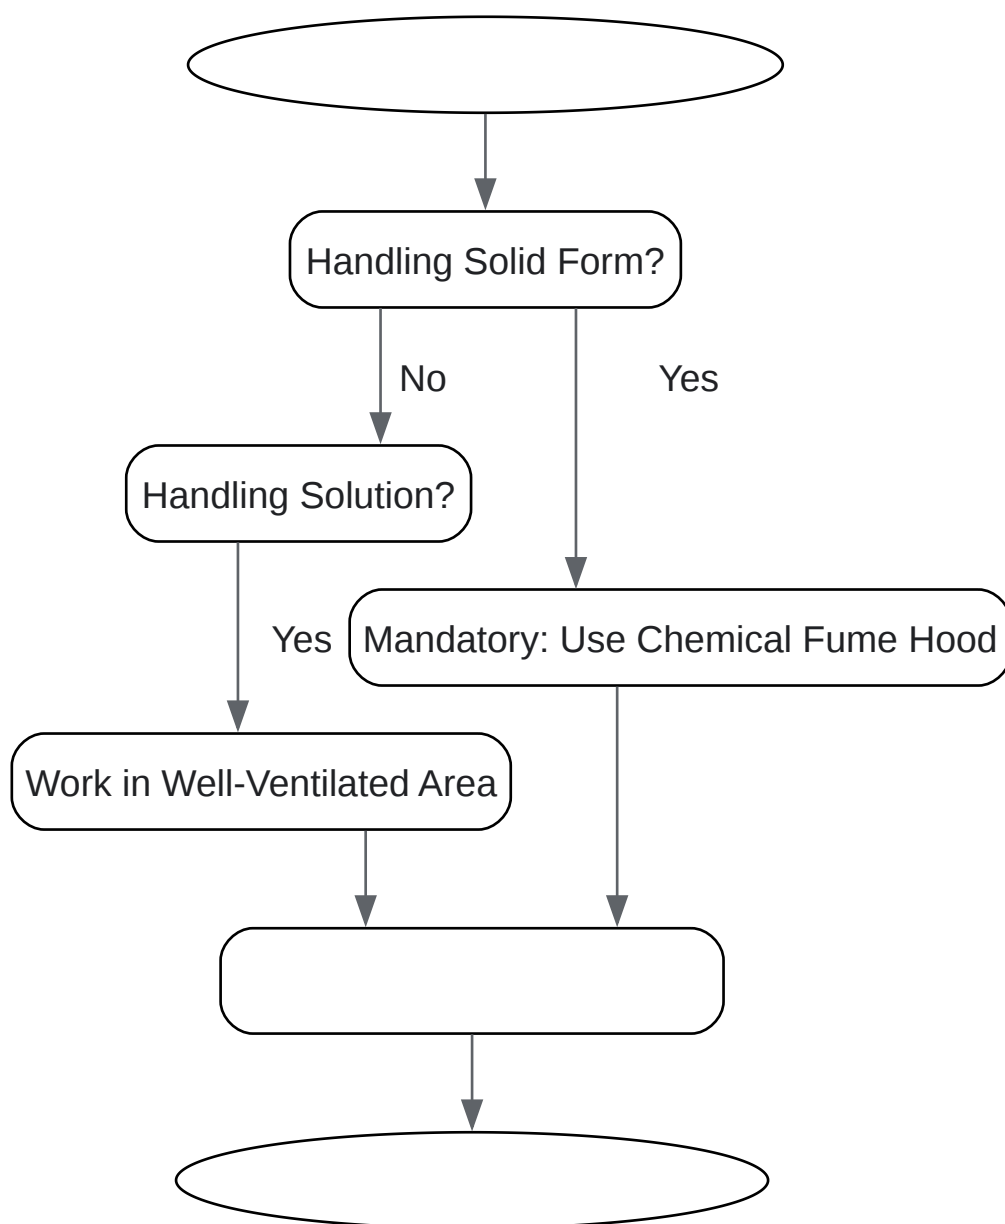 Handling Solid Form?
No
Yes
Handling Solution?
Yes
Mandatory: Use Chemical Fume Hood
Work in Well-Ventilated Area